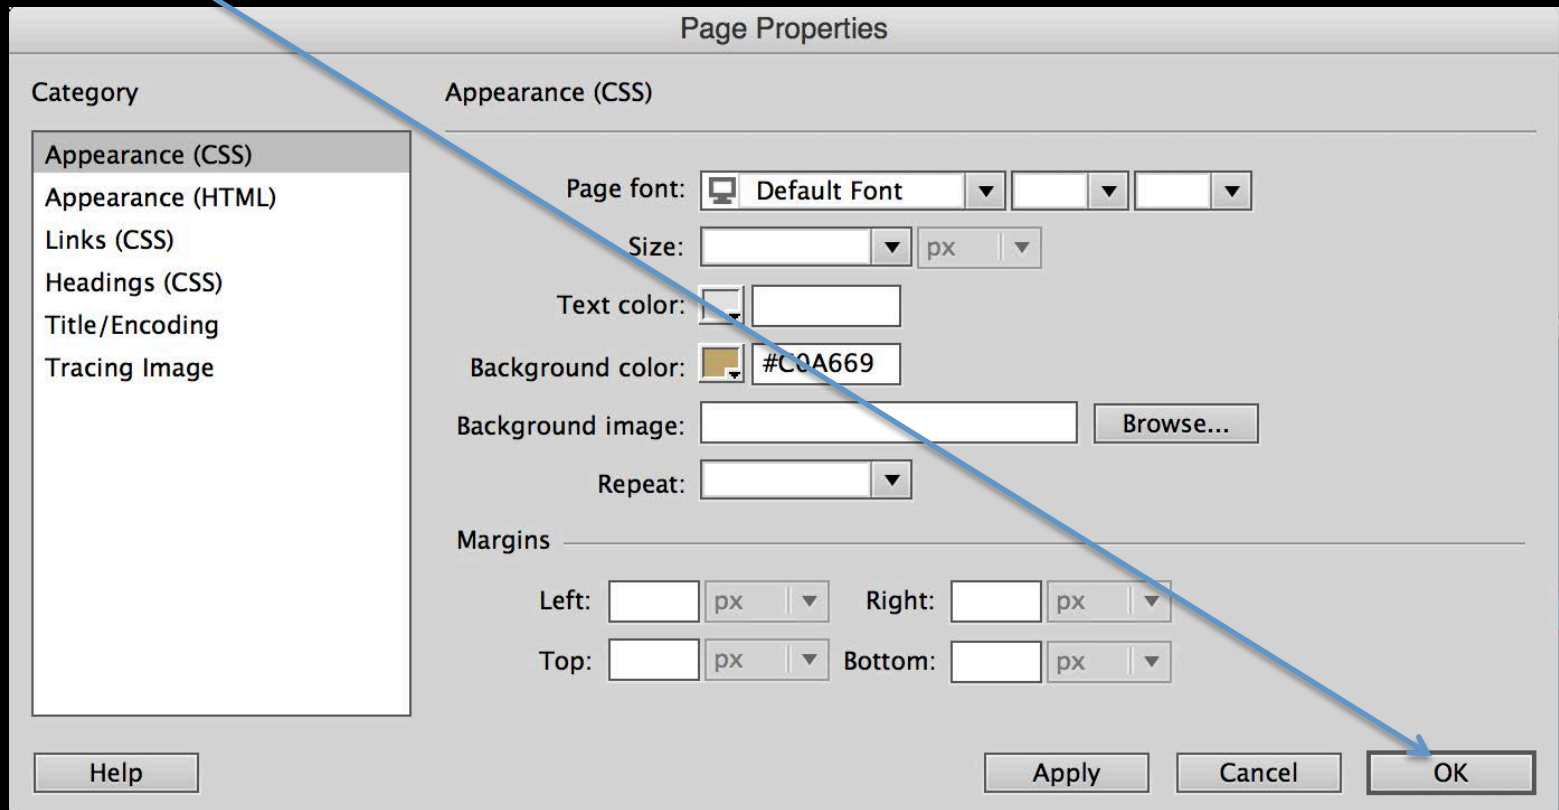 Page Properties
Category
Appearance (CSS)
Appearance (HTML)
Links (CSS)
Headings (CSS)
Title/Encoding
Tracing Image
Appearance (CSS)
Page font: Default Font
Size: px
Text color:
Background color: #C0A669
Background image: Browse...
Repeat:
Margins
Left: px Right: px
Top: px Bottom: px
Help Apply Cancel OK